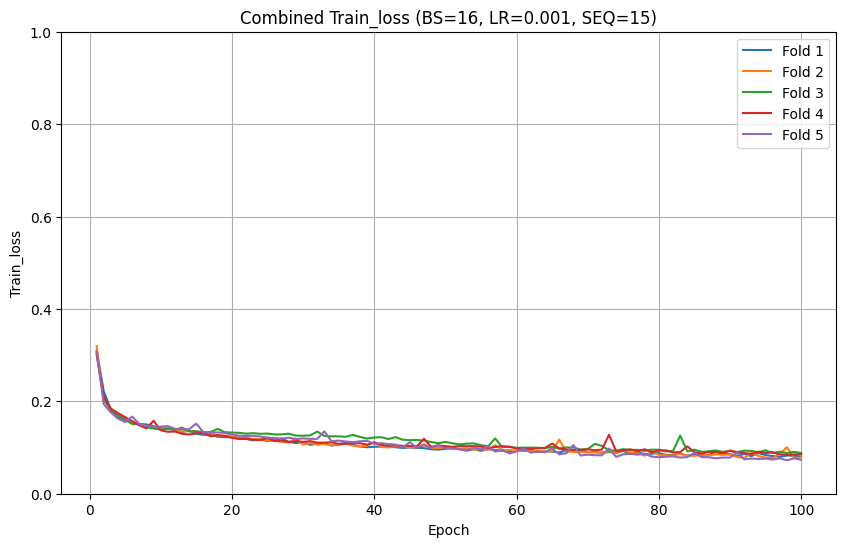 Combined Train_loss (BS=16, LR=0.001, SEQ=15)
Fold 1
Fold 2
Fold 3
Fold 4
Fold 5
Train_loss
1.0
0.8
0.6
0.4
0.2
0.0
0
20
40
60
80
100
Epoch